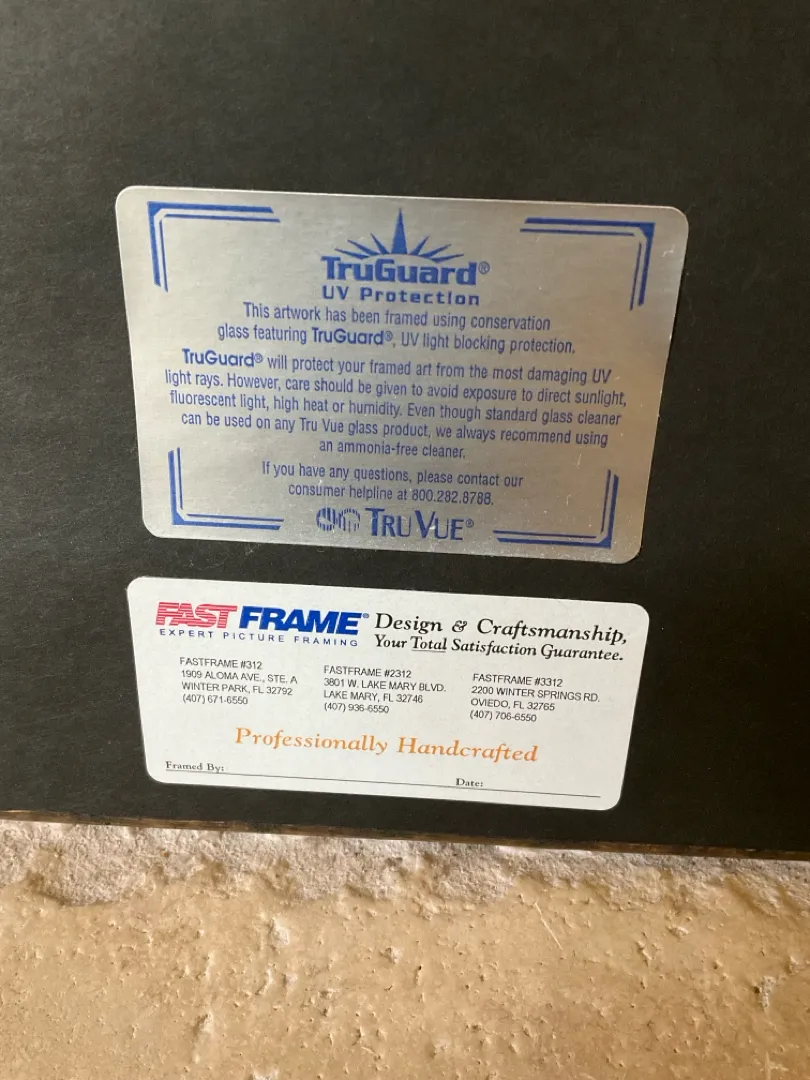 TruGuard®
UV Protection
This artwork has been framed using conservation
glass featuring TruGuard®, UV light blocking protection.
TruGuard® will protect your framed art from the most damaging UV
light rays. However, care should be given to avoid exposure to direct sunlight,
fluorescent light, high heat or humidity. Even though standard glass cleaner
can be used on any Tru Vue glass product, we always recommend using
an ammonia-free cleaner.
If you have any questions, please contact our
consumer helpline at 800.282.8788.
TRU VUE®
FAST FRAME®
EXPERT PICTURE FRAMING
Design & Craftsmanship,
Your Total Satisfaction Guarantee.
FASTFRAME #312
1909 ALOMA AVE., STE. A
WINTER PARK, FL 32792
(407) 671-6550
FASTFRAME #2312
3801 W. LAKE MARY BLVD.
LAKE MARY, FL 32746
(407) 936-6550
FASTFRAME #3312
2200 WINTER SPRINGS RD.
OVIEDO, FL 32765
(407) 706-6550
Professionally Handcrafted
Framed By:
Date: